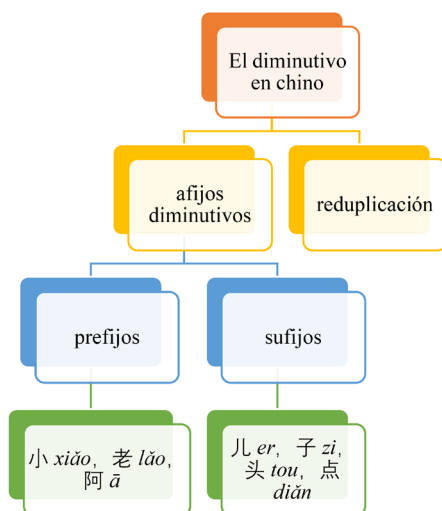 El diminutivo
en chino
afijos
diminutivos
reduplicación
prefijos
sufijos
小 xiǎo, 老 lǎo,
阿 ā
儿 er, 子 zi,
头 tou, 点
diǎn